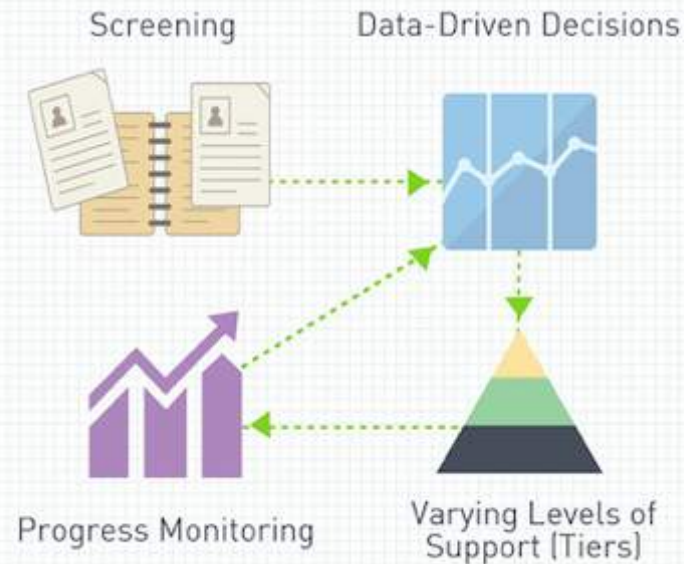 Screening
Data-Driven Decisions
Progress Monitoring
Varying Levels of
Support (Tiers)